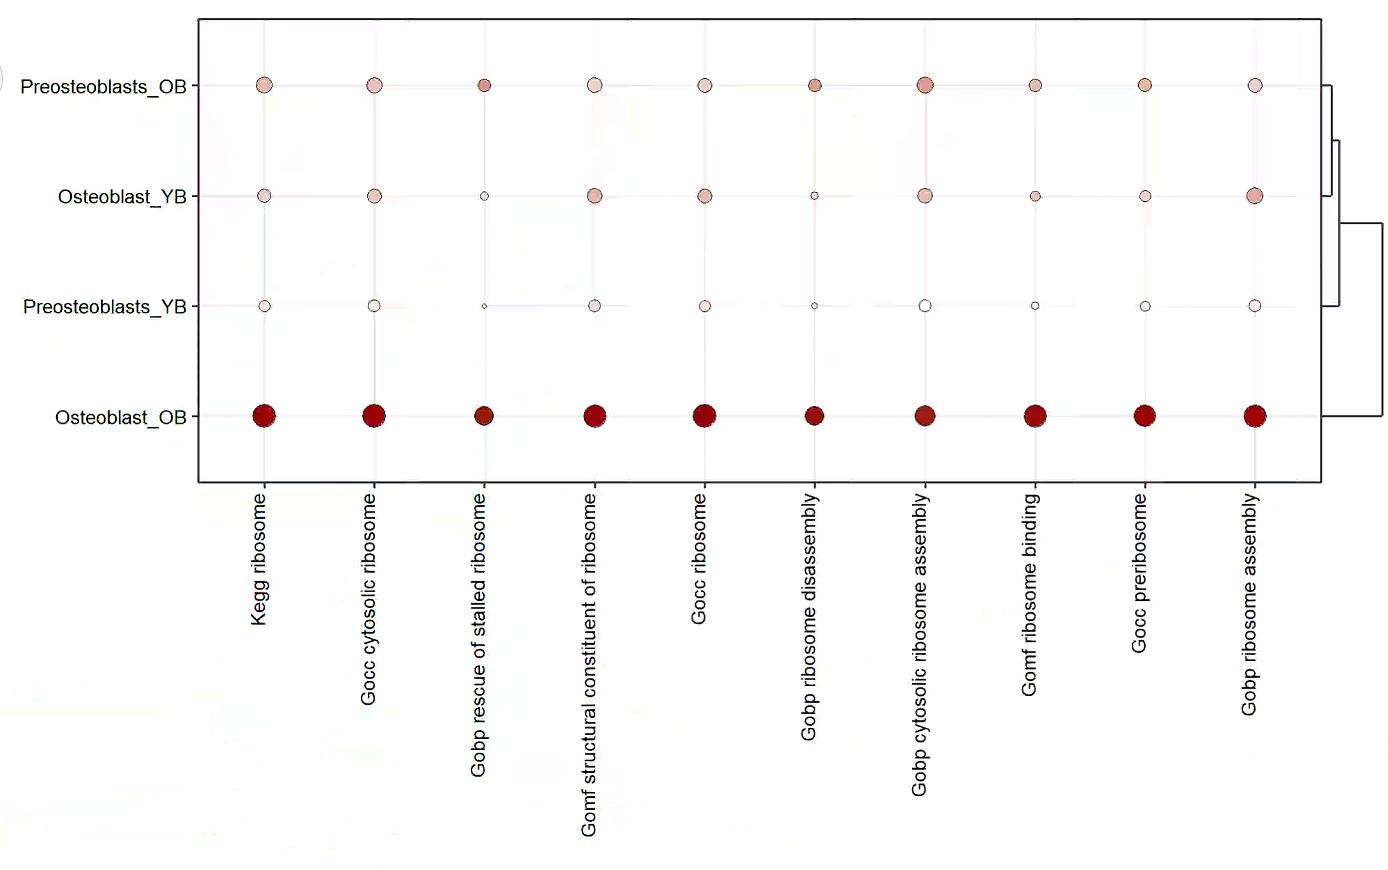 Preosteoblasts_OB
Osteoblast_YB
Preosteoblasts_YB
Osteoblast_OB
Kegg ribosome
Gocc cytosolic ribosome
Gobp rescue of stalled ribosome
Gomf structural constituent of ribosome
Gocc ribosome
Gobp ribosome disassembly
Gobp cytosolic ribosome assembly
Gomf ribosome binding
Gocc preribosome
Gobp ribosome assembly